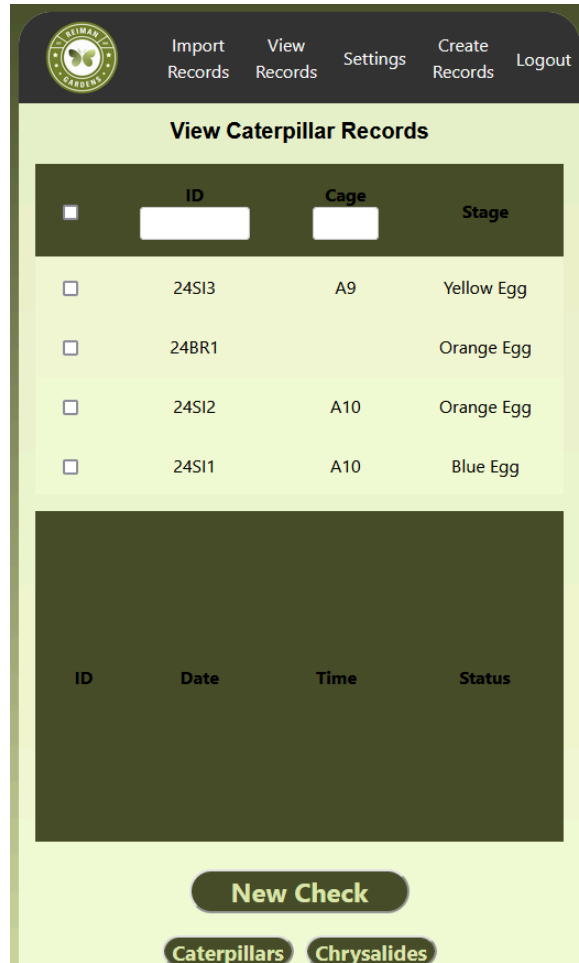 REIMAN
GARDENS
Import Records
View Records
Settings
Create Records
Logout
View Caterpillar Records
ID Cage Stage
24SI3 A9 Yellow Egg
24BR1 Orange Egg
24SI2 A10 Orange Egg
24SI1 A10 Blue Egg
ID Date Time Status
New Check
Caterpillars Chrysalides